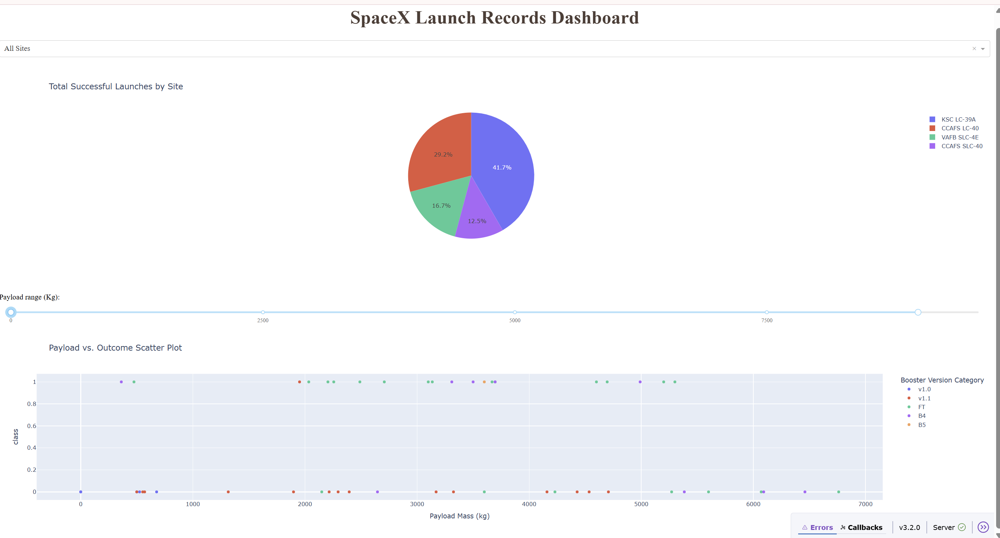 SpaceX Launch Records Dashboard
All Sites
Total Successful Launches by Site
KSC LC-39A
CCAFS LC-40
VAFB SLC-4E
CCAFS SLC-40
29.2%
41.7%
16.7%
12.5%
Payload range (Kg):
0 2500 5000 7500
Payload vs. Outcome Scatter Plot
Booster Version Category
v1.0
v1.1
FT
B4
B5
1
0.8
0.6
0.4
0.2
0
class
0 1000 2000 3000 4000 5000 6000 7000
Payload Mass (kg)
Errors Callbacks v3.2.0 Server